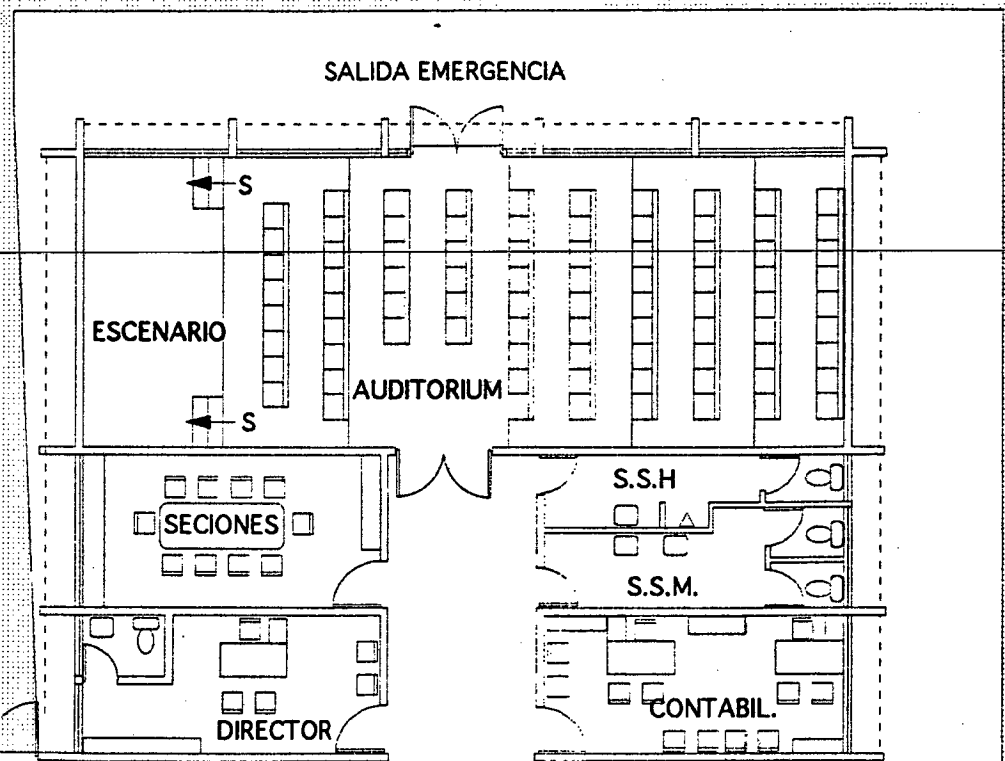 SALIDA EMERGENCIA
S
ESCENARIO
AUDITORIUM
S
S.S.H
SECIONES
S.S.M.
DIRECTOR
CONTABIL.